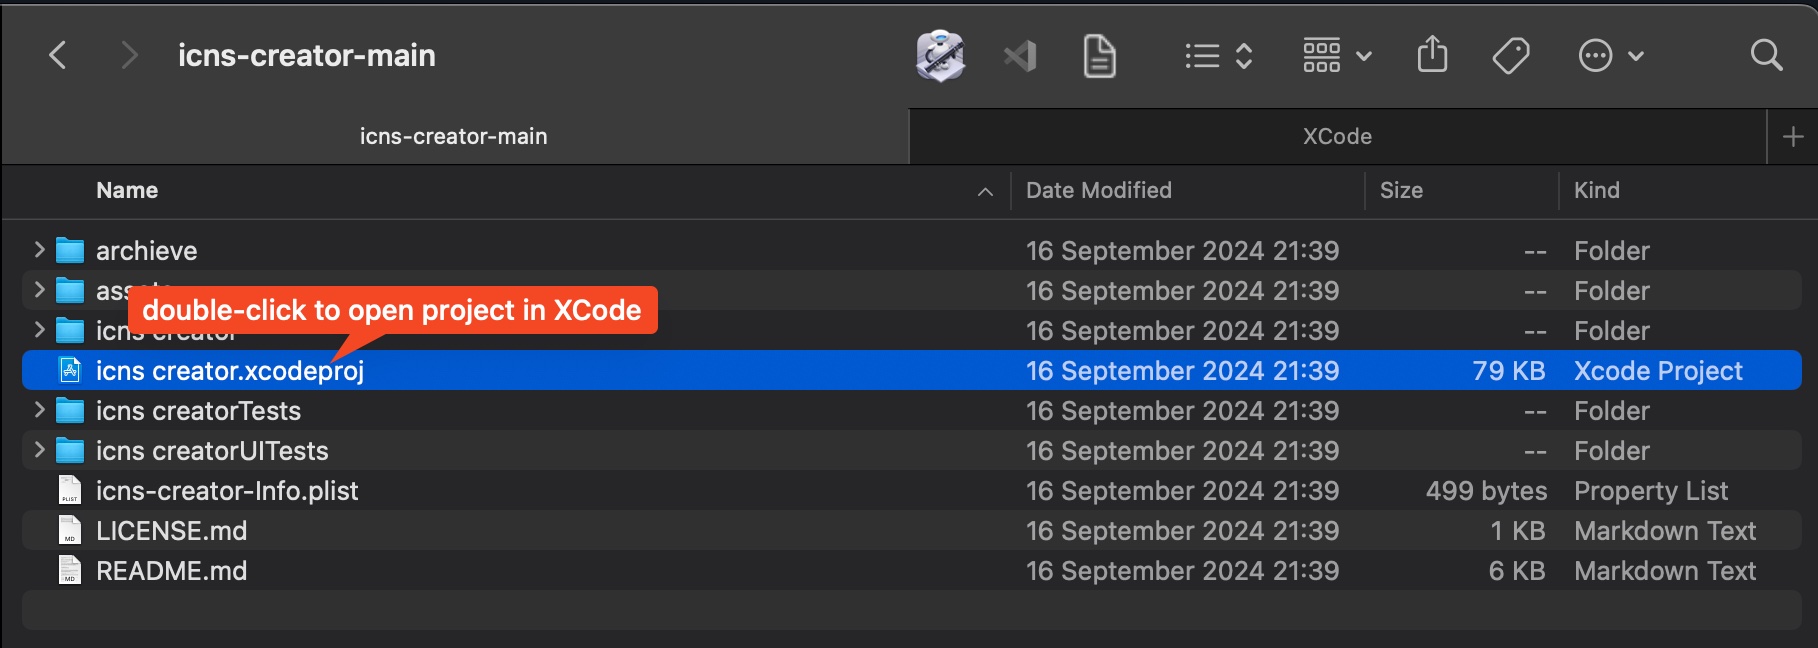 icns-creator-main
icns-creator-main XCode
Name Date Modified Size Kind
archieve 16 September 2024 21:39 -- Folder
16 September 2024 21:39 -- Folder
double-click to open project in XCode
icns creator 16 September 2024 21:39 -- Folder
icns creator.xcodeproj 16 September 2024 21:39 79 KB Xcode Project
icns creatorTests 16 September 2024 21:39 -- Folder
icns creatorUITests 16 September 2024 21:39 -- Folder
PLIST icns-creator-Info.plist 16 September 2024 21:39 499 bytes Property List
MD LICENSE.md 16 September 2024 21:39 1 KB Markdown Text
MD README.md 16 September 2024 21:39 6 KB Markdown Text